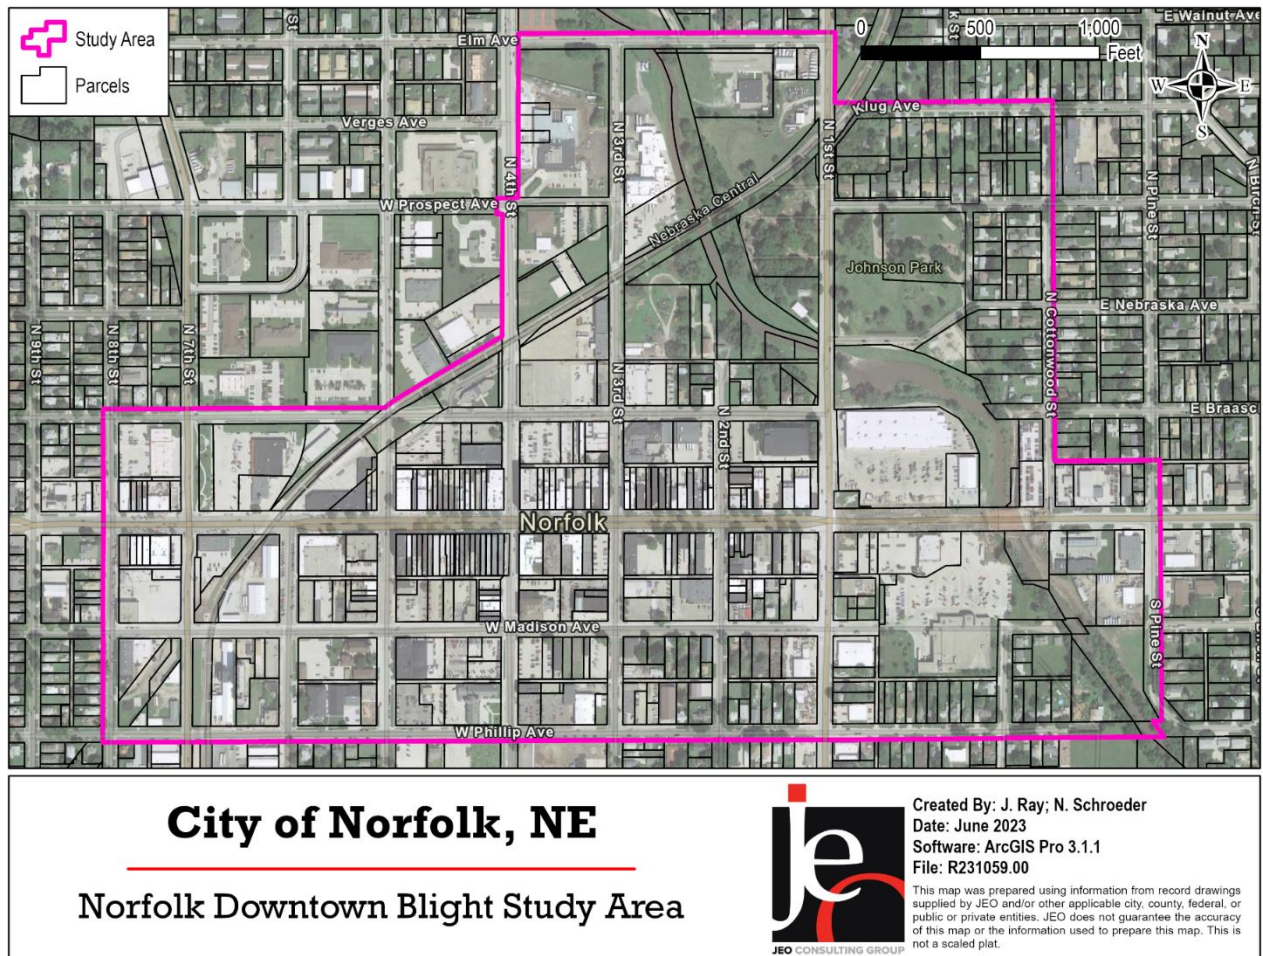 Study Area
Parcels
0 500 1,000
Feet
N
W E
S
E Walnut Ave
Elm Ave
k St
St
Klug Ave
Verges Ave
N 3rd St
N 1st St
N 4th St
W Prospect Ave
Nebraska Central
N Pine St
Johnson Park
E Nebraska Ave
N Cottonwood St
N 9th St
N 8th St
N 7th St
N 3rd St
N 2nd St
E Braasc
Norfolk
W Madison Ave
S Pine St
W Phillip Ave
City of Norfolk, NE
Norfolk Downtown Blight Study Area
jeo
JEO CONSULTING GROUP
Created By: J. Ray; N. Schroeder
Date: June 2023
Software: ArcGIS Pro 3.1.1
File: R231059.00
This map was prepared using information from record drawings
supplied by JEO and/or other applicable city, county, federal, or
public or private entities. JEO does not guarantee the accuracy
of this map or the information used to prepare this map. This is
not a scaled plat.